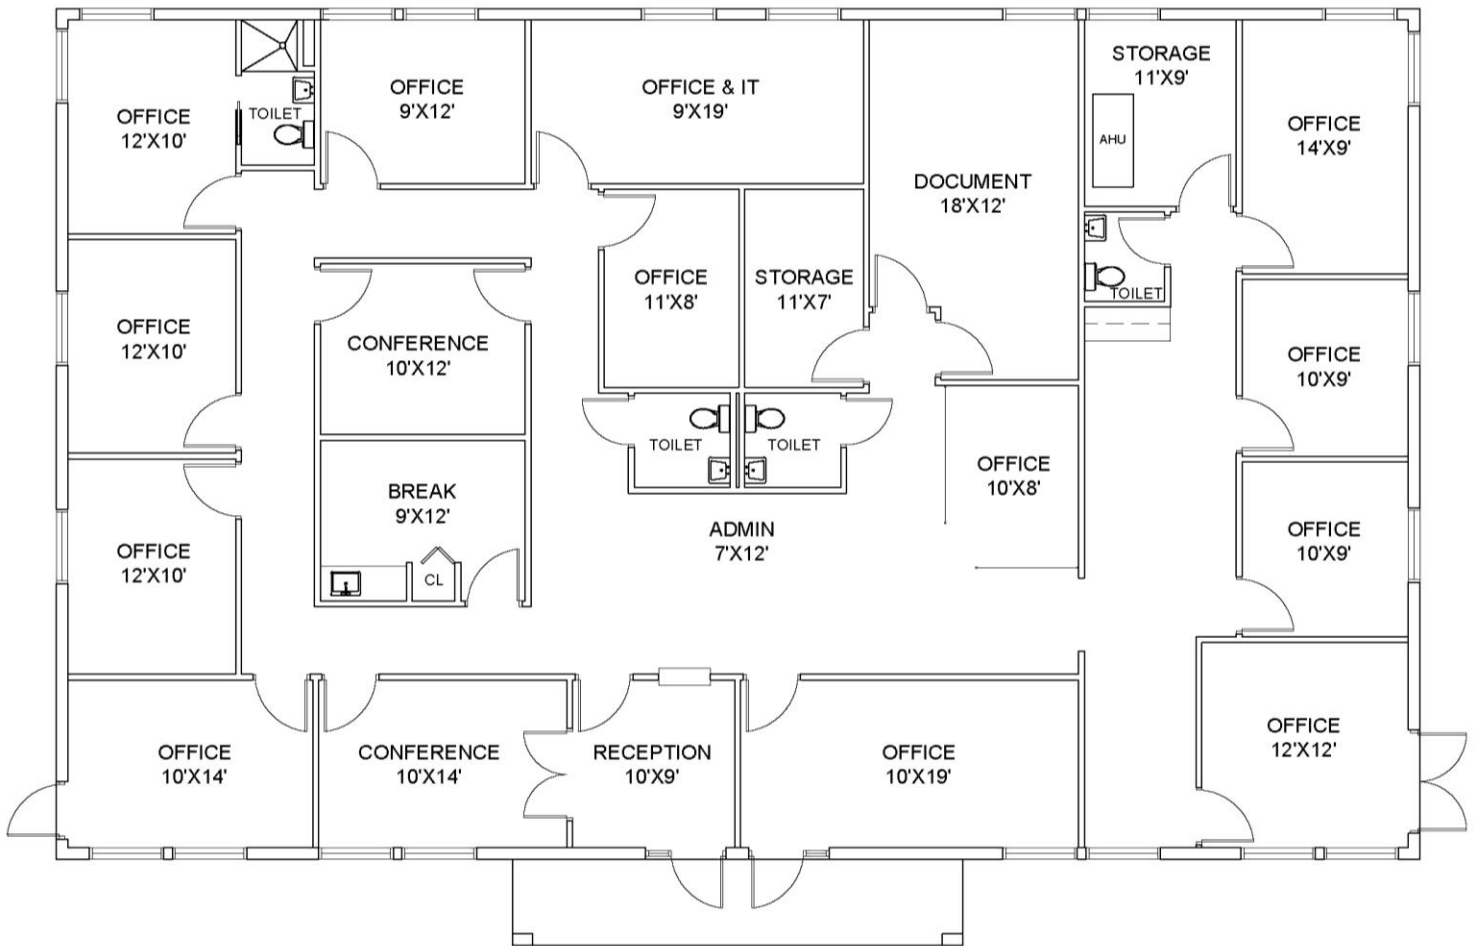 OFFICE
12'X10'
TOILET
OFFICE
9'X12'
OFFICE & IT
9'X19'
DOCUMENT
18'X12'
STORAGE
11'X9'
AHU
OFFICE
14'X9'
TOILET
OFFICE
12'X10'
CONFERENCE
10'X12'
OFFICE
11'X8'
STORAGE
11'X7'
OFFICE
10'X9'
TOILET
TOILET
OFFICE
10'X8'
OFFICE
12'X10'
BREAK
9'X12'
CL
ADMIN
7'X12'
OFFICE
10'X9'
OFFICE
10'X14'
CONFERENCE
10'X14'
RECEPTION
10'X9'
OFFICE
10'X19'
OFFICE
12'X12'